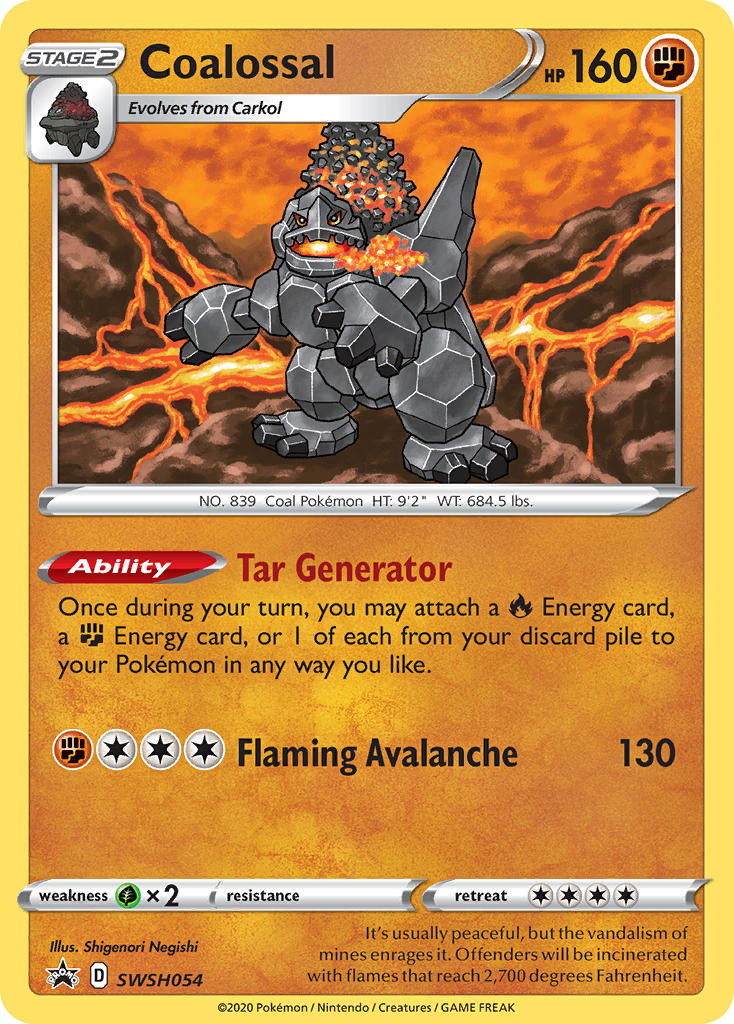 STAGE 2
Coalossal
HP 160
Evolves from Carkol
NO. 839 Coal Pokémon HT: 9'2" WT: 684.5 lbs.
Ability Tar Generator
Once during your turn, you may attach a Energy card,
a Energy card, or 1 of each from your discard pile to
your Pokémon in any way you like.
Flaming Avalanche 130
weakness ×2 resistance retreat
Illus. Shigenori Negishi
It's usually peaceful, but the vandalism of
mines enrages it. Offenders will be incinerated
with flames that reach 2,700 degrees Fahrenheit.
PROMO D SWSH054
©2020 Pokémon / Nintendo / Creatures / GAME FREAK